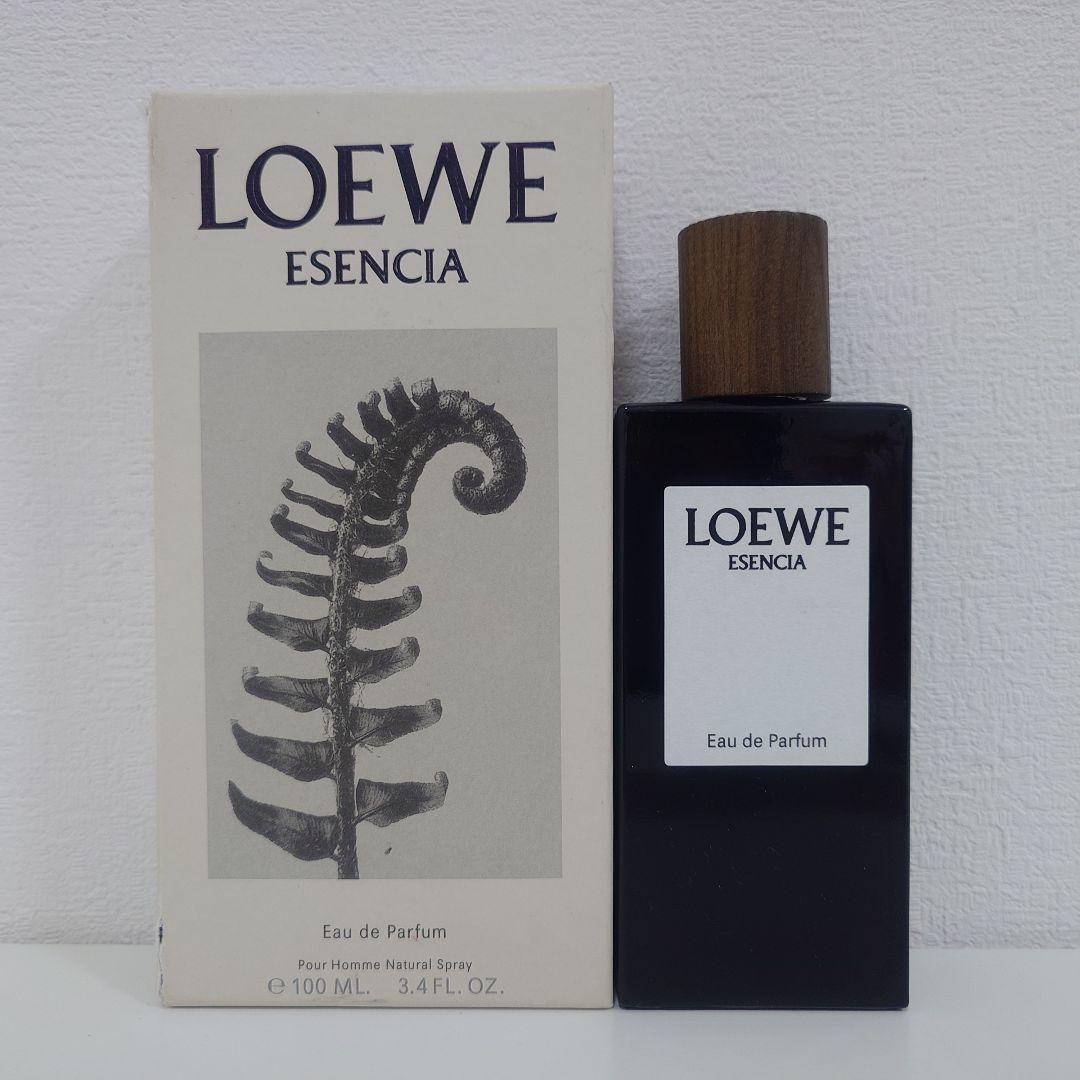 LOEWE
ESENCIA
Eau de Parfum
Pour Homme Natural Spray
℮ 100 ML. 3.4 FL. OZ.
LOEWE
ESENCIA
Eau de Parfum